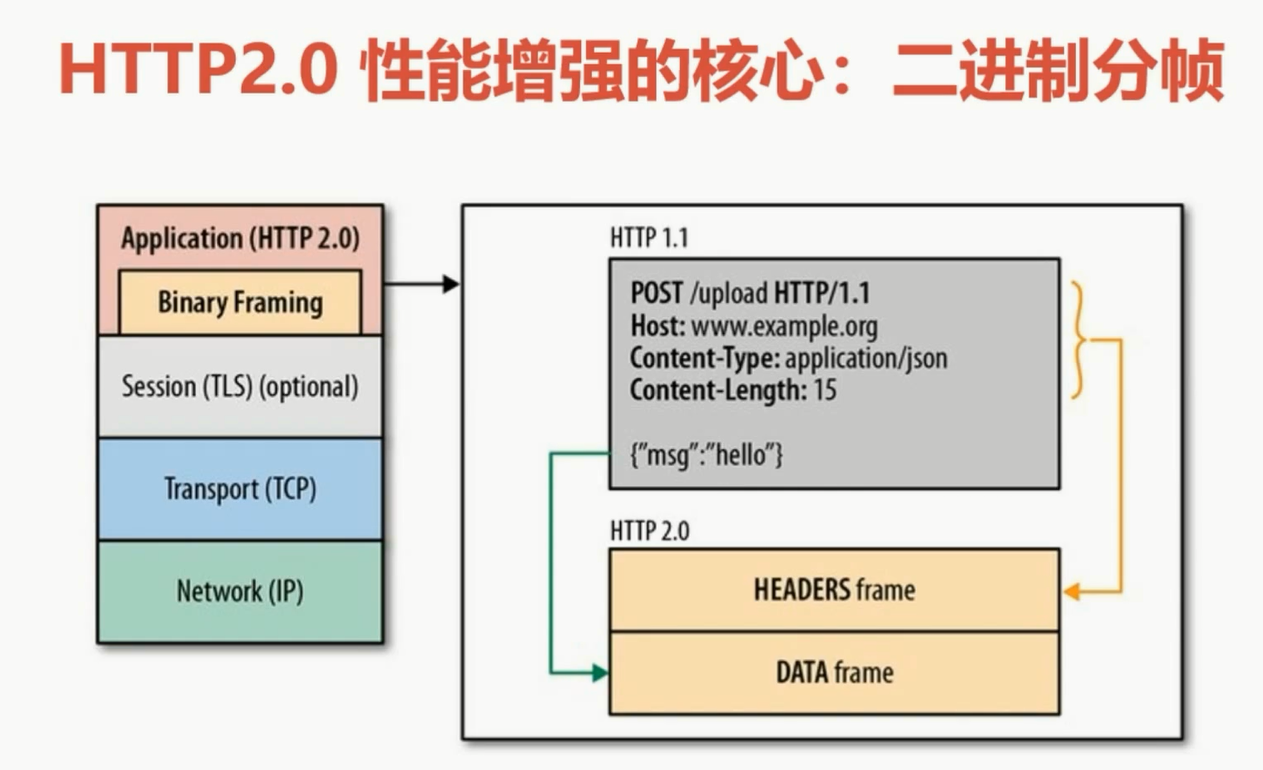 HTTP2.0 性能增强的核心：二进制分帧
Application (HTTP 2.0)
Binary Framing
Session (TLS) (optional)
Transport (TCP)
Network (IP)
HTTP 1.1
POST /upload HTTP/1.1
Host: www.example.org
Content-Type: application/json
Content-Length: 15
{"msg":"hello"}
HTTP 2.0
HEADERS frame
DATA frame